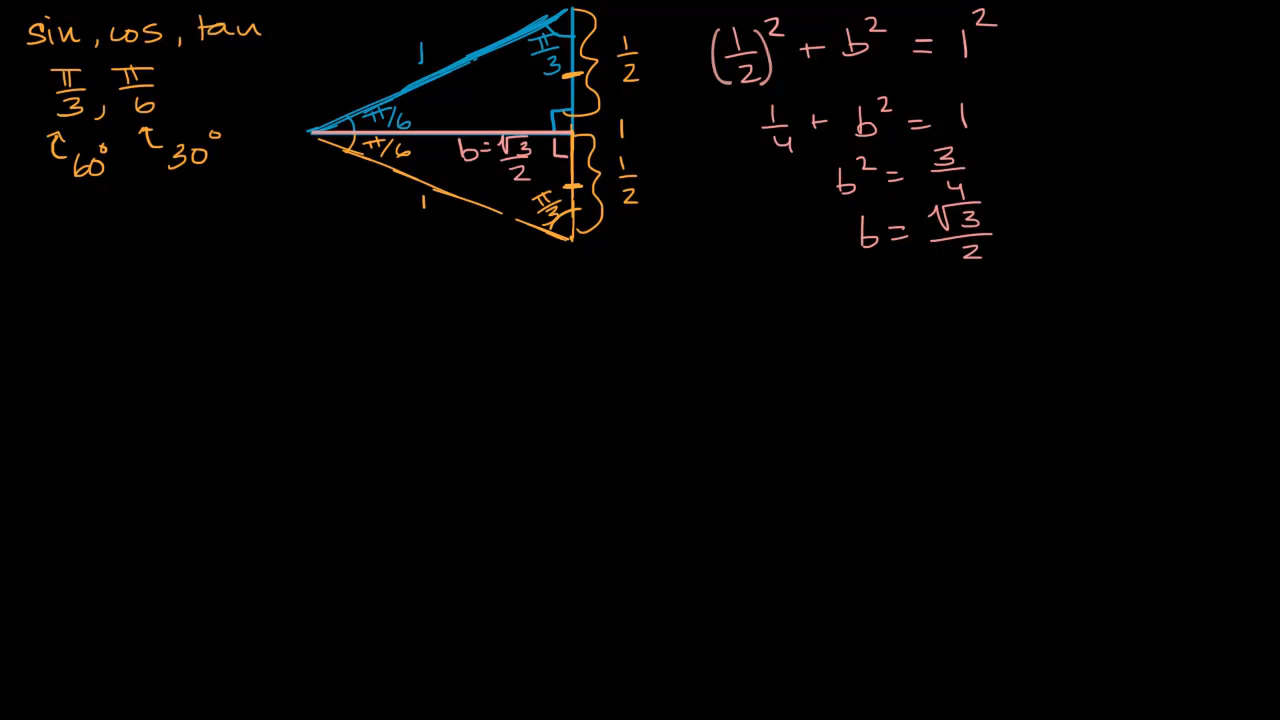 sin, cos, tan
π/3, π/6
60° 30°
1
π/3
1/2
π/6
π/6
b = √3/2
1
1/2
π/3
1
(1/2)² + b² = 1²
1/4 + b² = 1
b² = 3/4
b = √3/2